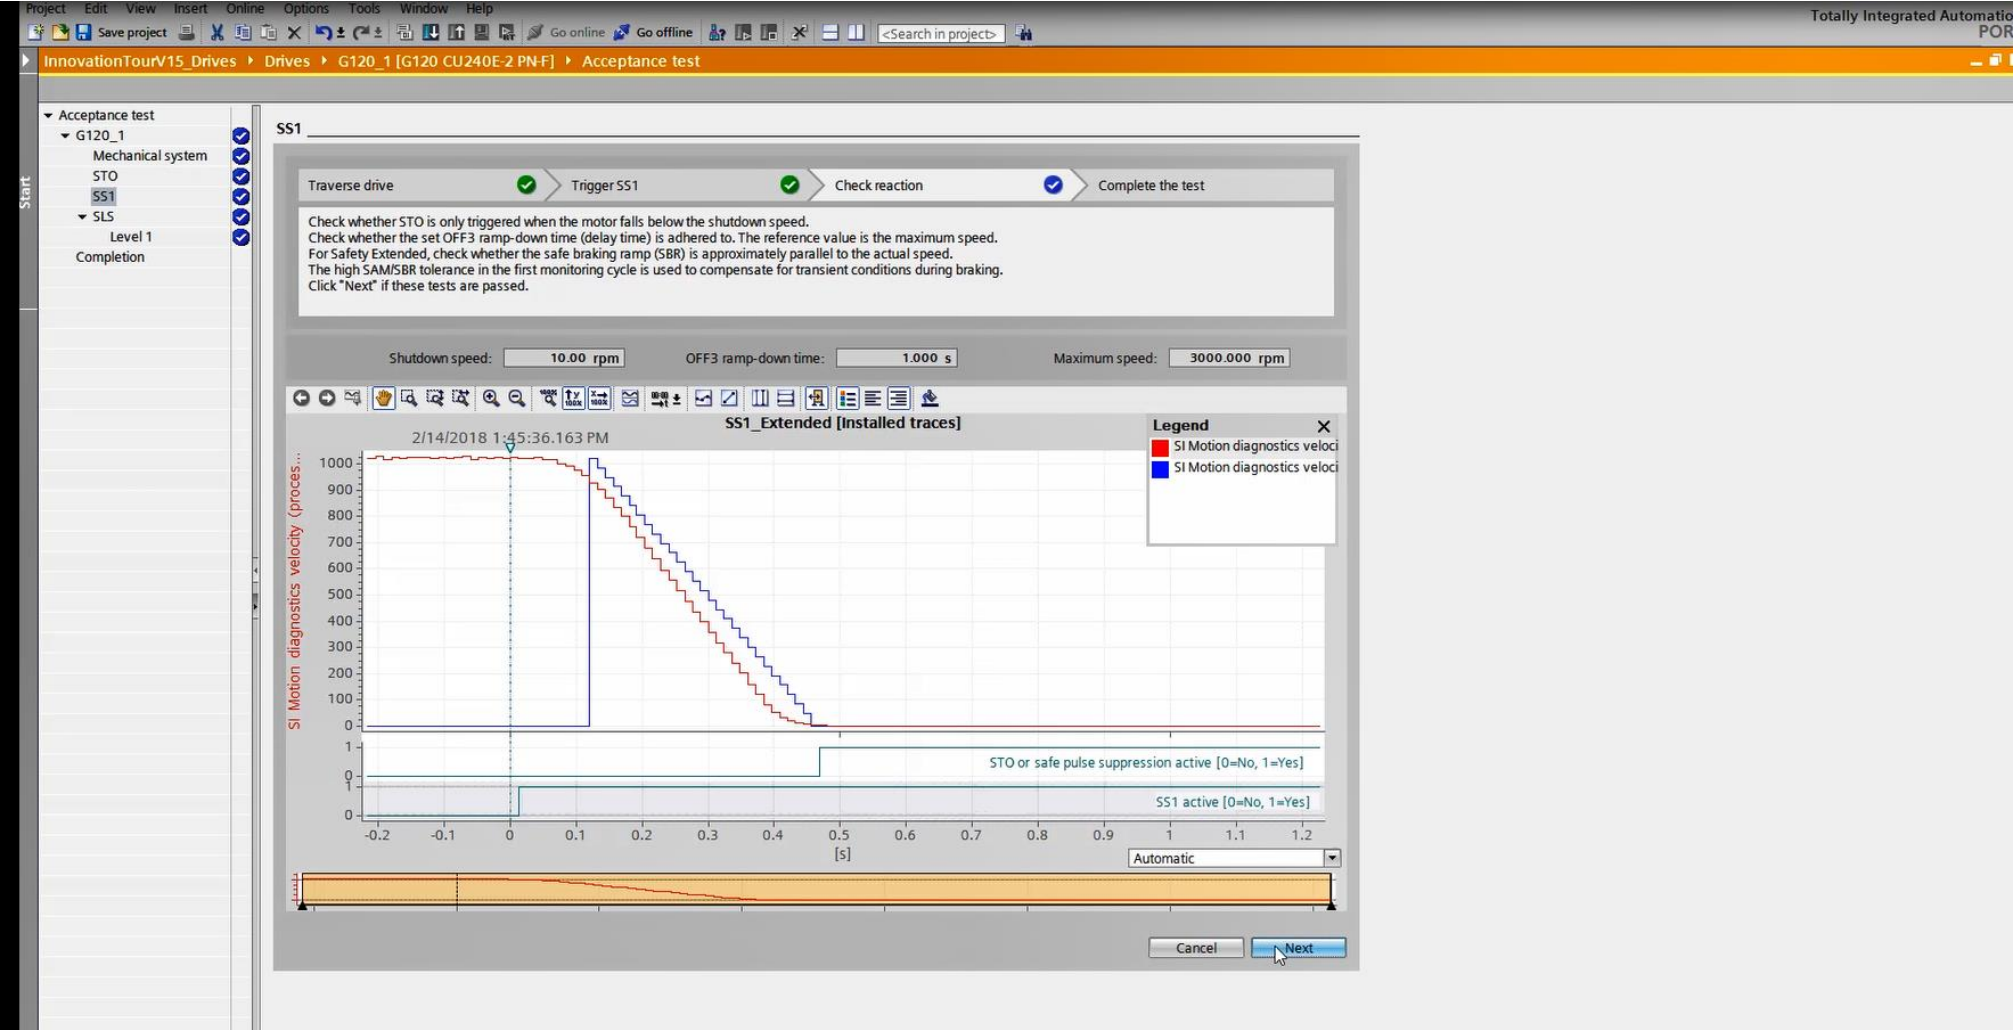 Project Edit View Insert Online Options Tools Window Help
Totally Integrated Automatio
POR
Save project
Go online
Go offline
<Search in project>
InnovationTourV15_Drives
Drives
G120_1 [G120 CU240E-2 PN-F]
Acceptance test
Start
Acceptance test
G120_1
Mechanical system
STO
SS1
SLS
Level 1
Completion
SS1
Traverse drive
Trigger SS1
Check reaction
Complete the test
Check whether STO is only triggered when the motor falls below the shutdown speed.
Check whether the set OFF3 ramp-down time (delay time) is adhered to. The reference value is the maximum speed.
For Safety Extended, check whether the safe braking ramp (SBR) is approximately parallel to the actual speed.
The high SAM/SBR tolerance in the first monitoring cycle is used to compensate for transient conditions during braking.
Click "Next" if these tests are passed.
Shutdown speed: 10.00 rpm
OFF3 ramp-down time: 1.000 s
Maximum speed: 3000.000 rpm
SS1_Extended [Installed traces]
2/14/2018 1:45:36.163 PM
Legend
SI Motion diagnostics veloci
SI Motion diagnostics veloci
SI Motion diagnostics velocity (proces...
1000
900
800
700
600
500
400
300
200
100
0
1
0
STO or safe pulse suppression active [0=No, 1=Yes]
1
0
SS1 active [0=No, 1=Yes]
-0.2 -0.1 0 0.1 0.2 0.3 0.4 0.5 0.6 0.7 0.8 0.9 1 1.1 1.2
[s]
Automatic
Cancel
Next